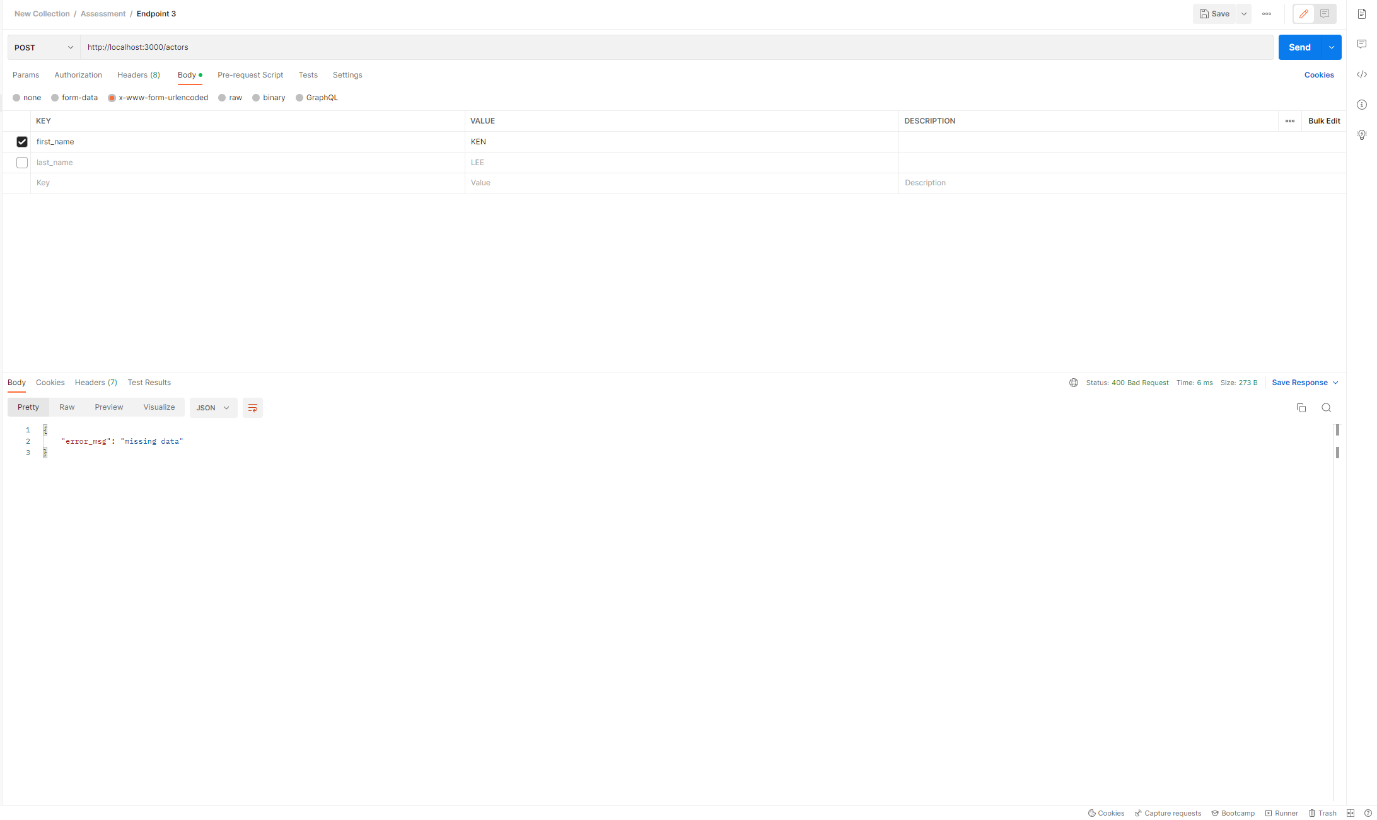 New Collection / Assessment / Endpoint 3
Save
POST
http://localhost:3000/actors
Send
Params Authorization Headers (8) Body Pre-request Script Tests Settings
Cookies
none form-data x-www-form-urlencoded raw binary GraphQL
KEY VALUE DESCRIPTION Bulk Edit
first_name KEN
last_name LEE
Key Value Description
Body Cookies Headers (7) Test Results
Status: 400 Bad Request Time: 6 ms Size: 273 B Save Response
Pretty Raw Preview Visualize JSON
1 {
2 "error_msg": "missing data"
3 }
Cookies Capture requests Bootcamp Runner Trash